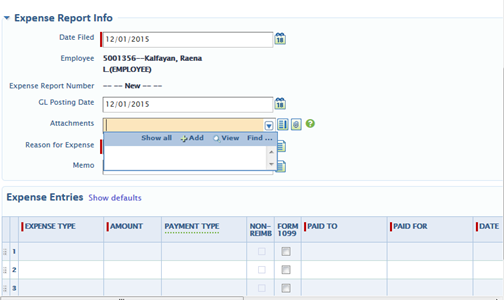 Expense Report Info
Date Filed 12/01/2015
18
Employee 5001356--Kalfayan, Raena
L.(EMPLOYEE)
Expense Report Number -- -- New -- --
GL Posting Date 12/01/2015
18
Attachments
Show all Add View Find ...
Reason for Expense
Memo
Expense Entries Show defaults
EXPENSE TYPE AMOUNT PAYMENT TYPE NON- FORM PAID TO PAID FOR DATE
REIMB 1099
1
2
3